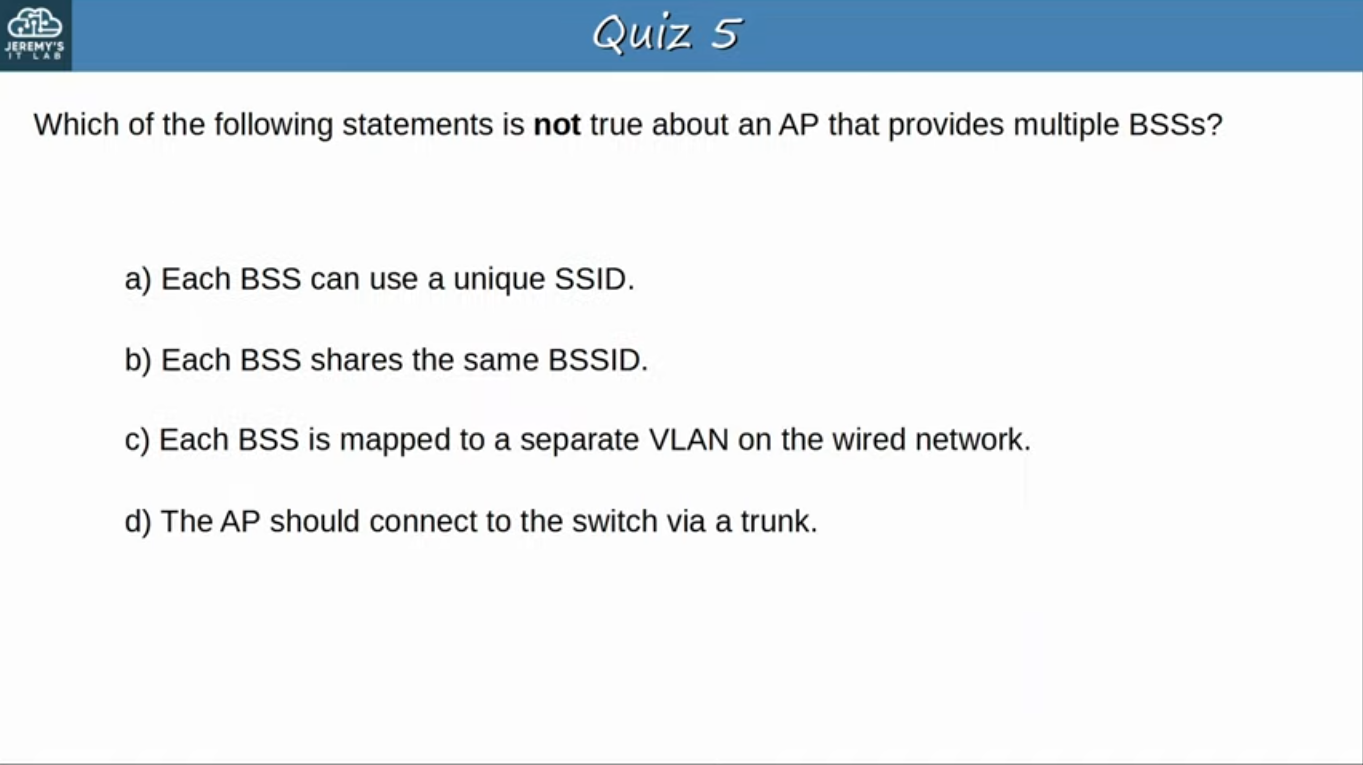 JEREMY'S
IT LAB
Quiz 5
Which of the following statements is not true about an AP that provides multiple BSSs?
a) Each BSS can use a unique SSID.
b) Each BSS shares the same BSSID.
c) Each BSS is mapped to a separate VLAN on the wired network.
d) The AP should connect to the switch via a trunk.